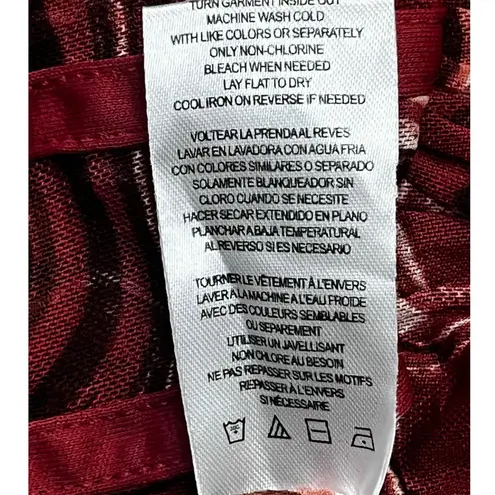 TURN GARMENT INSIDE OUT
MACHINE WASH COLD
WITH LIKE COLORS OR SEPARATELY
ONLY NON-CHLORINE
BLEACH WHEN NEEDED
LAY FLAT TO DRY
COOL IRON ON REVERSE IF NEEDED
VOLTEAR LA PRENDA AL REVES
LAVAR EN LAVADORA CON AGUA FRIA
CON COLORES SIMILARES O SEPARADO
SOLAMENTE BLANQUEADOR SIN
CLORO CUANDO SE NECESITE
HACER SECAR EXTENDIDO EN PLANO
PLANCHAR A BAJA TEMPERATURAL
AL REVERSO SI ES NECESARIO
TOURNER LE VÊTEMENT À L'ENVERS
LAVER À LA MACHINE A L'EAU FROIDE
AVEC DES COULEURS SEMBLABLES
OU SEPAREMENT
UTILISER UN JAVELLISANT
NON CHLORE AU BESOIN
NE PAS REPASSER SUR LES MOTIFS
REPASSER À L'ENVERS
SI NÉCESSAIRE